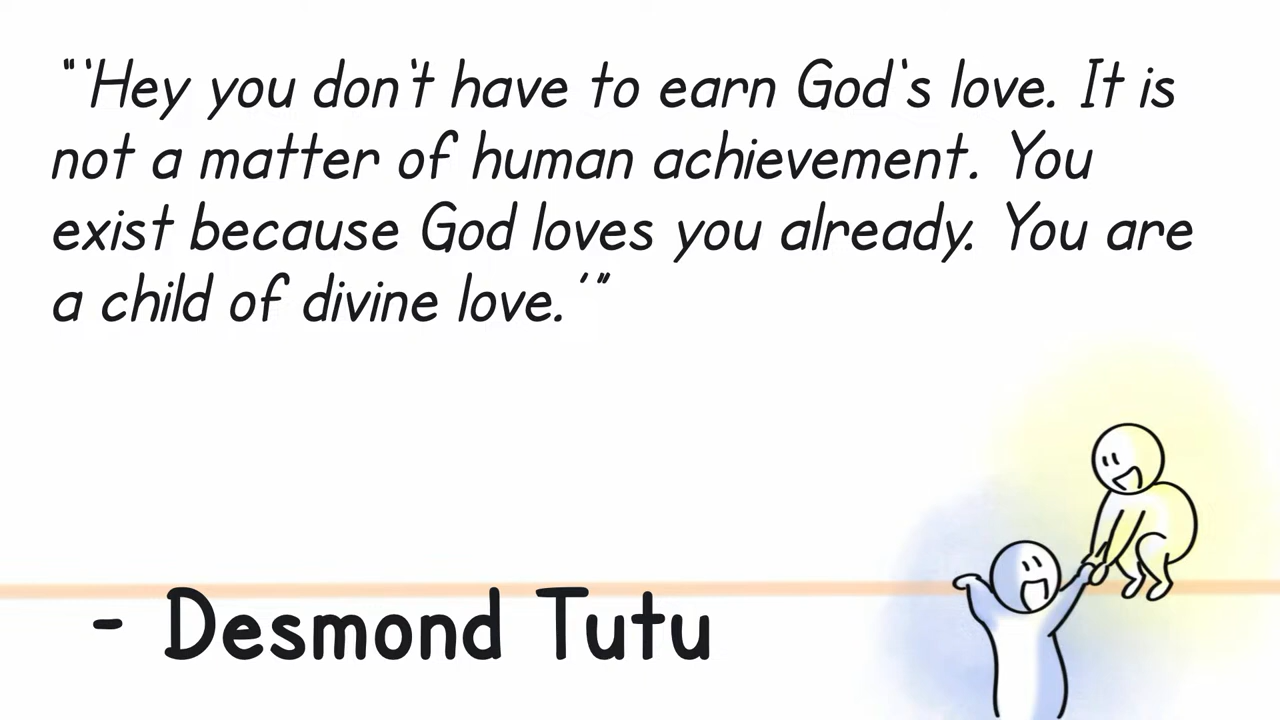 "‘Hey you don‘t have to earn God‘s love. It is
not a matter of human achievement. You
exist because God loves you already. You are
a child of divine love.’"
- Desmond Tutu